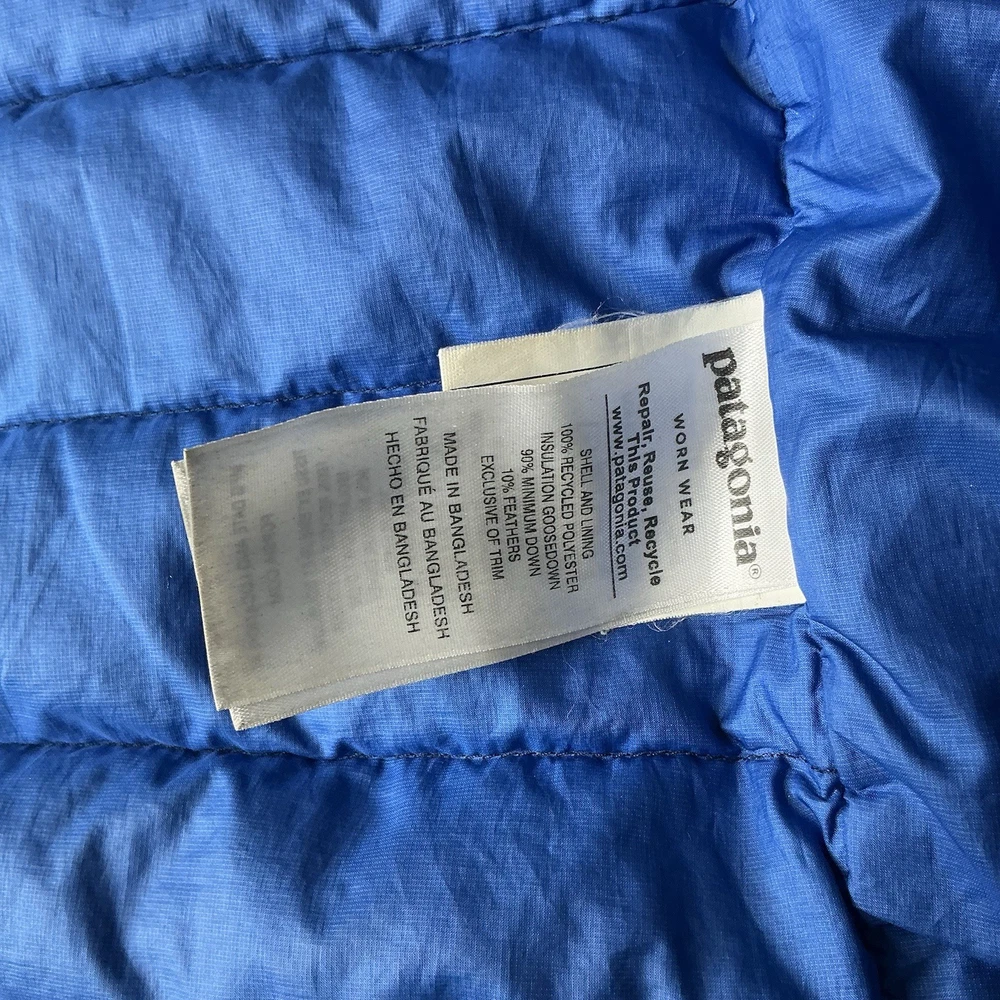 patagonia®
WORN WEAR
Repair, Reuse, Recycle
This Product
www.patagonia.com
SHELL AND LINING
100% RECYCLED POLYESTER
INSULATION GOOSEDOWN
90% MINIMUM DOWN
10% FEATHERS
EXCLUSIVE OF TRIM
MADE IN BANGLADESH
FABRIQUÉ AU BANGLADESH
HECHO EN BANGLADESH